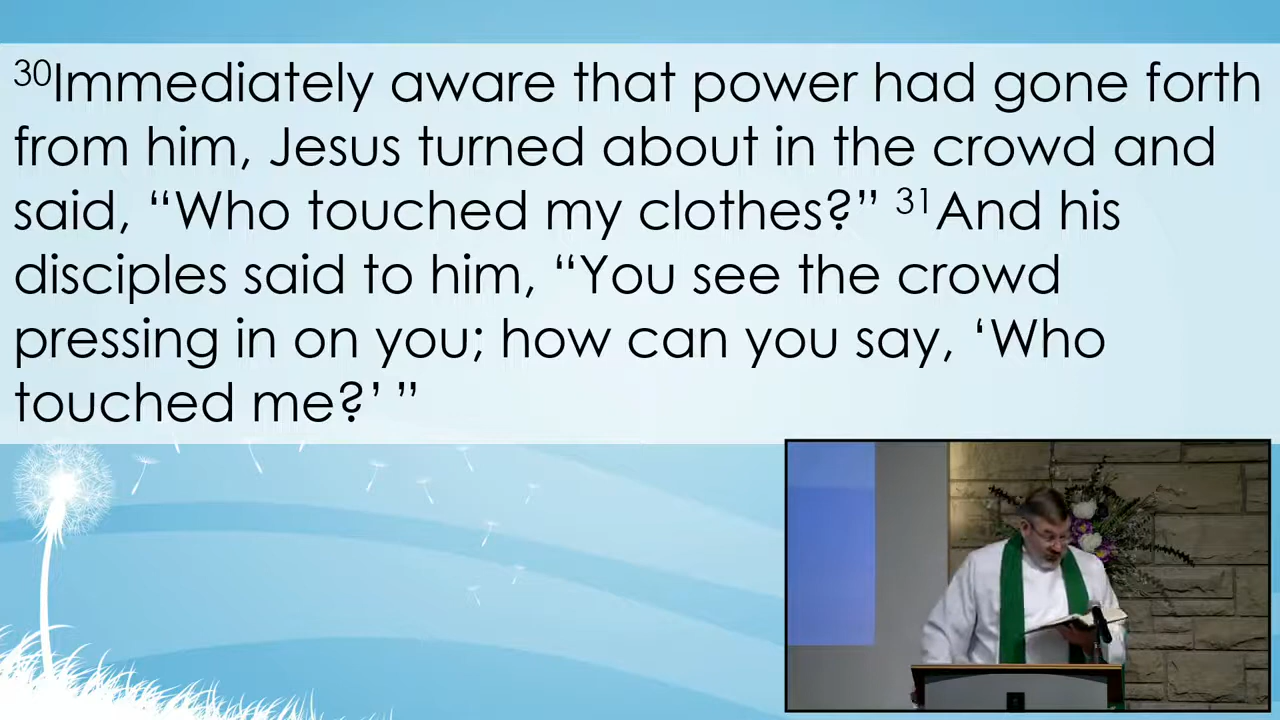 30Immediately aware that power had gone forth
from him, Jesus turned about in the crowd and
said, “Who touched my clothes?” 31And his
disciples said to him, “You see the crowd
pressing in on you; how can you say, ‘Who
touched me?’ ”